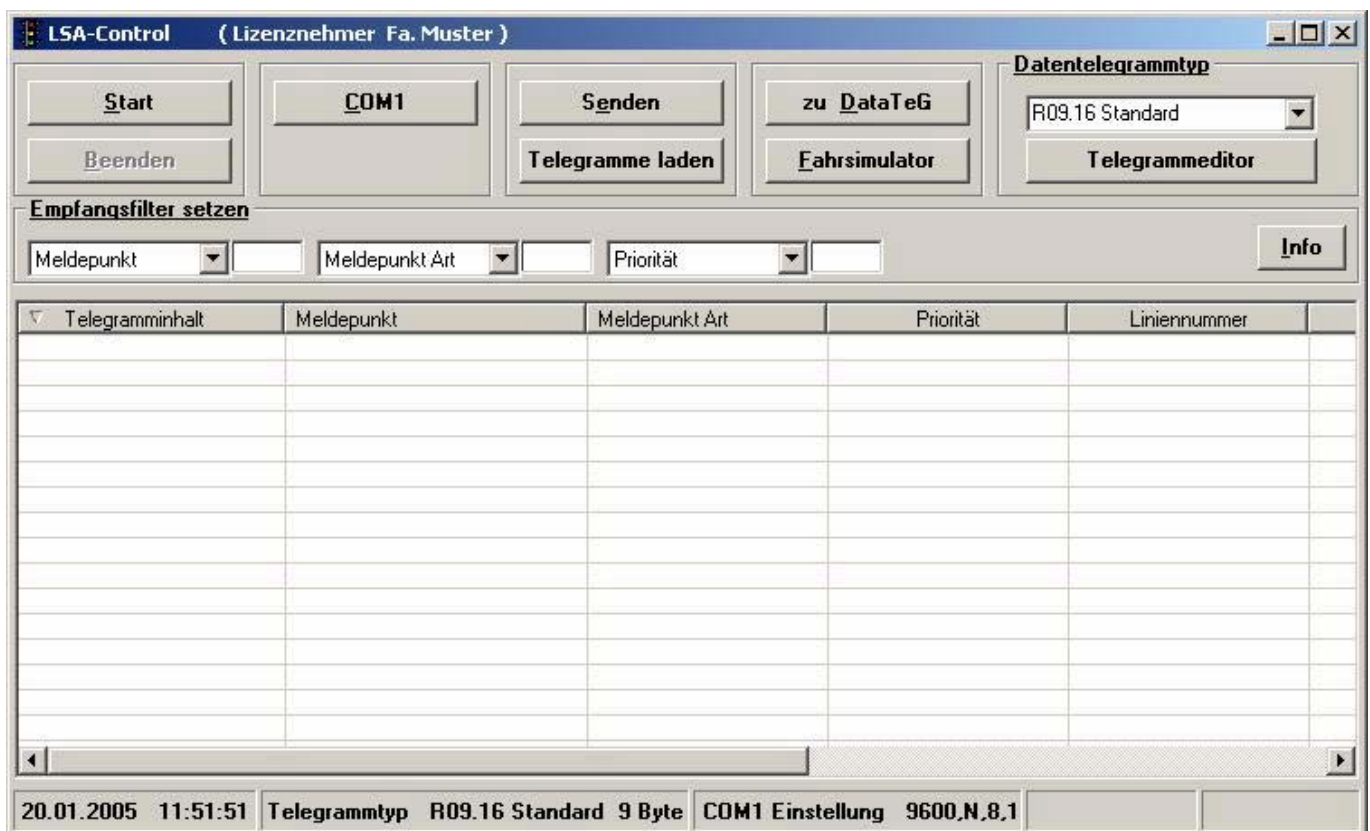 LSA-Control ( Lizenznehmer Fa. Muster )
Start
COM1
Senden
zu DataTeG
Datentelegrammtyp
R09.16 Standard
Beenden
Telegramme laden
Fahrsimulator
Telegrammeditor
Empfangsfilter setzen
Meldepunkt
Meldepunkt Art
Priorität
Info
Telegramminhalt Meldepunkt Meldepunkt Art Priorität Liniennummer
20.01.2005 11:51:51 Telegrammtyp R09.16 Standard 9 Byte COM1 Einstellung 9600,N,8,1